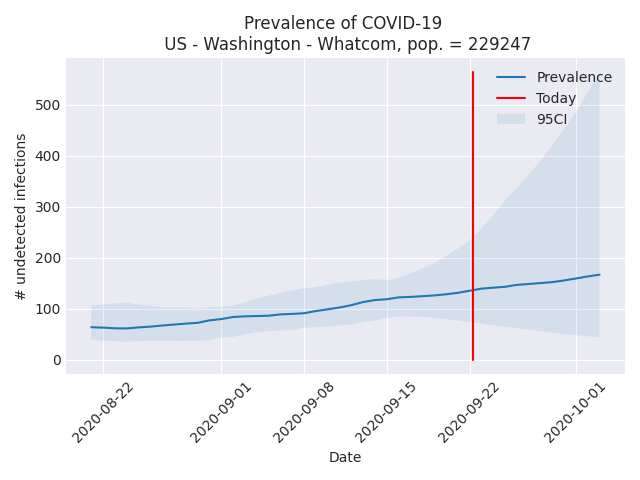 Prevalence of COVID-19
US - Washington - Whatcom, pop. = 229247
Prevalence
Today
95CI
# undetected infections
500
400
300
200
100
0
2020-08-22
2020-09-01
2020-09-08
2020-09-15
2020-09-22
2020-10-01
Date